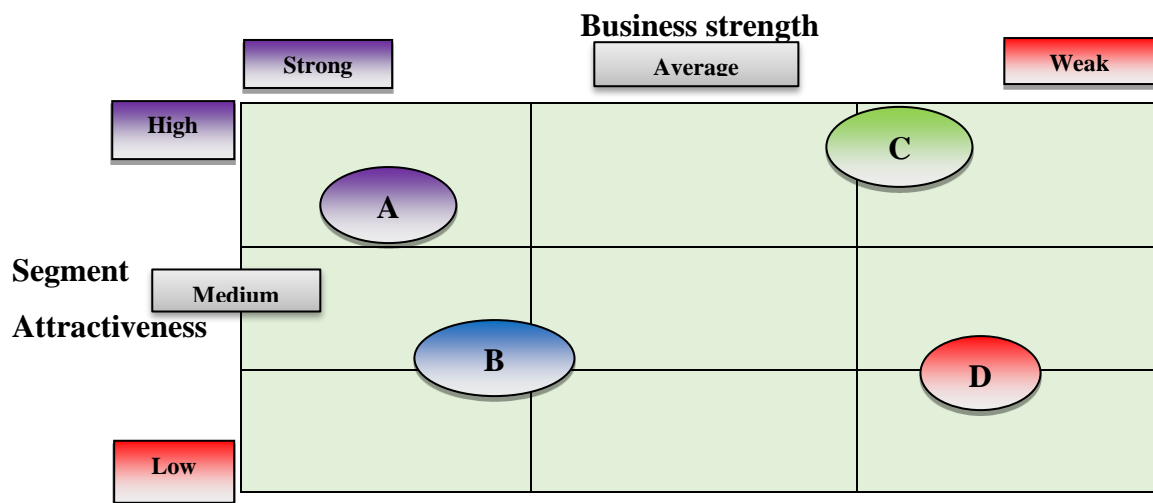 Business strength
Strong
Average
Weak
High
C
A
Segment
Medium
Attractiveness
B
D
Low